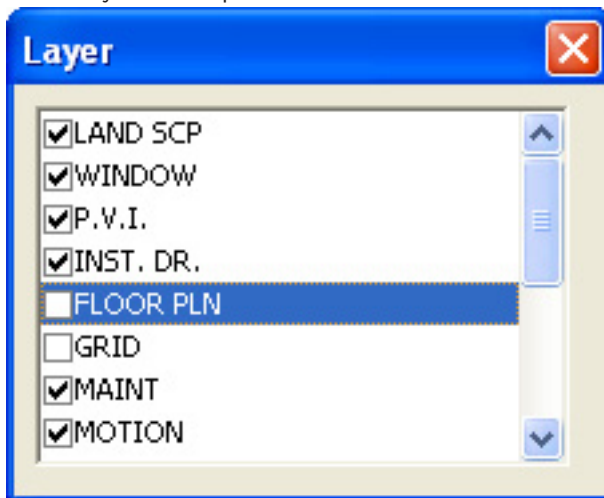 Layer
LAND SCP
WINDOW
P.V.I.
INST. DR.
FLOOR PLN
GRID
MAINT
MOTION